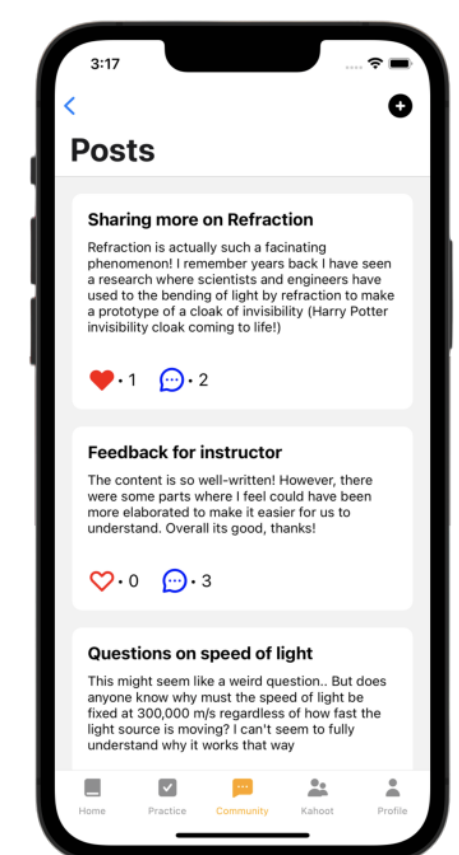 3:17
Posts
Sharing more on Refraction
Refraction is actually such a facinating
phenomenon! I remember years back I have seen
a research where scientists and engineers have
used to the bending of light by refraction to make
a prototype of a cloak of invisibility (Harry Potter
invisibility cloak coming to life!)
• 1 • 2
Feedback for instructor
The content is so well-written! However, there
were some parts where I feel could have been
more elaborated to make it easier for us to
understand. Overall its good, thanks!
• 0 • 3
Questions on speed of light
This might seem like a weird question.. But does
anyone know why must the speed of light be
fixed at 300,000 m/s regardless of how fast the
light source is moving? I can't seem to fully
understand why it works that way
Home Practice Community Kahoot Profile